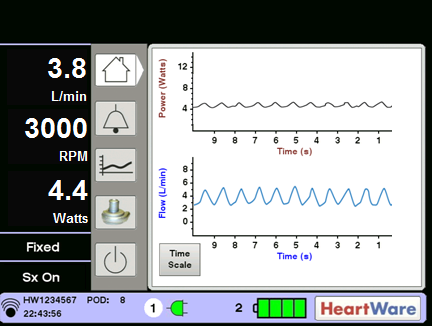 3.8
L/min
3000
RPM
4.4
Watts
Fixed
Sx On
Power (Watts)
12
8
4
9 8 7 6 5 4 3 2 1
Time (s)
Flow (L/min)
8
6
4
2
0
9 8 7 6 5 4 3 2 1
Time (s)
Time
Scale
HW1234567 POD: 8
22:43:56
1
2
HeartWare